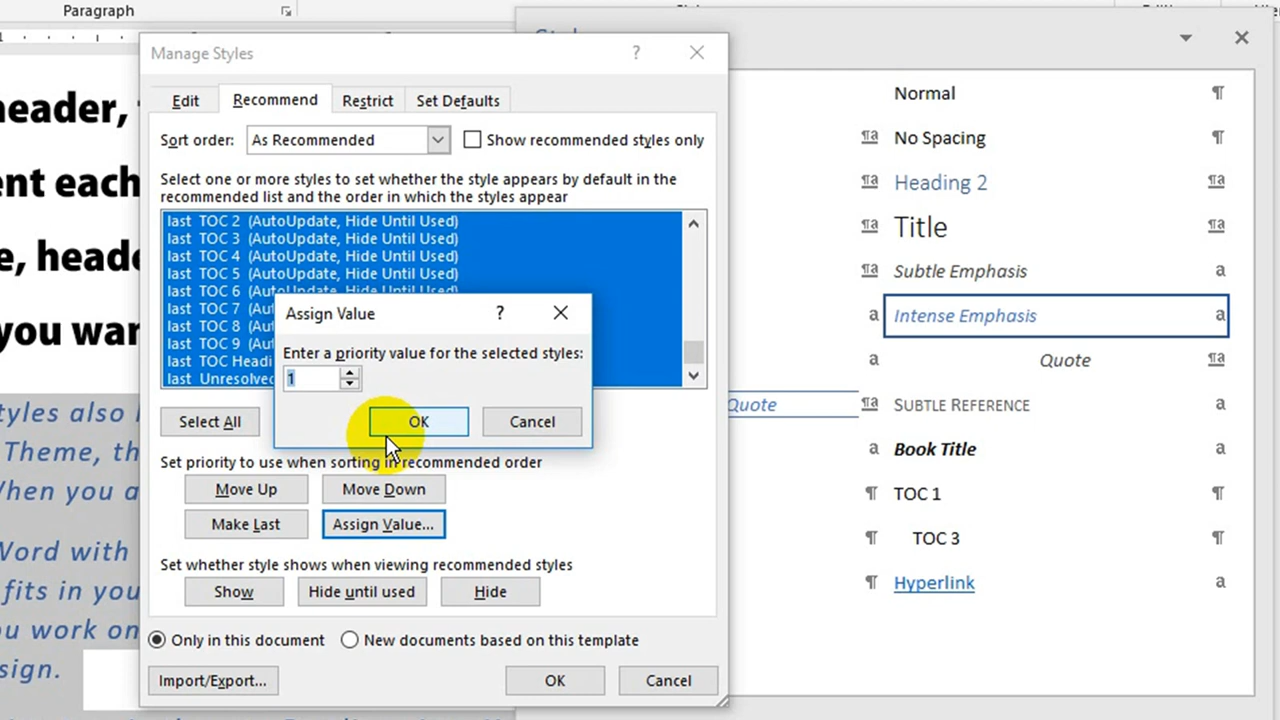 Paragraph
Manage Styles
Edit
Recommend
Restrict
Set Defaults
Sort order:
As Recommended
Show recommended styles only
Select one or more styles to set whether the style appears by default in the
recommended list and the order in which the styles appear
last TOC 2 (AutoUpdate, Hide Until Used)
last TOC 3 (AutoUpdate, Hide Until Used)
last TOC 4 (AutoUpdate, Hide Until Used)
last TOC 5 (AutoUpdate, Hide Until Used)
last TOC 6 (AutoUpdate, Hide Until Used)
last TOC 7
last TOC 8
last TOC 9
last TOC Headi
last Unresolved
Assign Value
Enter a priority value for the selected styles:
1
OK
Cancel
Select All
Set priority to use when sorting in recommended order
Move Up
Move Down
Make Last
Assign Value...
Set whether style shows when viewing recommended styles
Show
Hide until used
Hide
Only in this document
New documents based on this template
Import/Export...
OK
Cancel
header,
ent each
e, heade
you war
tyles also
Theme, th
When you a
Word with
fits in you
ou work on
sign.
Normal
No Spacing
Heading 2
Title
Subtle Emphasis
Intense Emphasis
Quote
Quote
SUBTLE REFERENCE
Book Title
TOC 1
TOC 3
Hyperlink